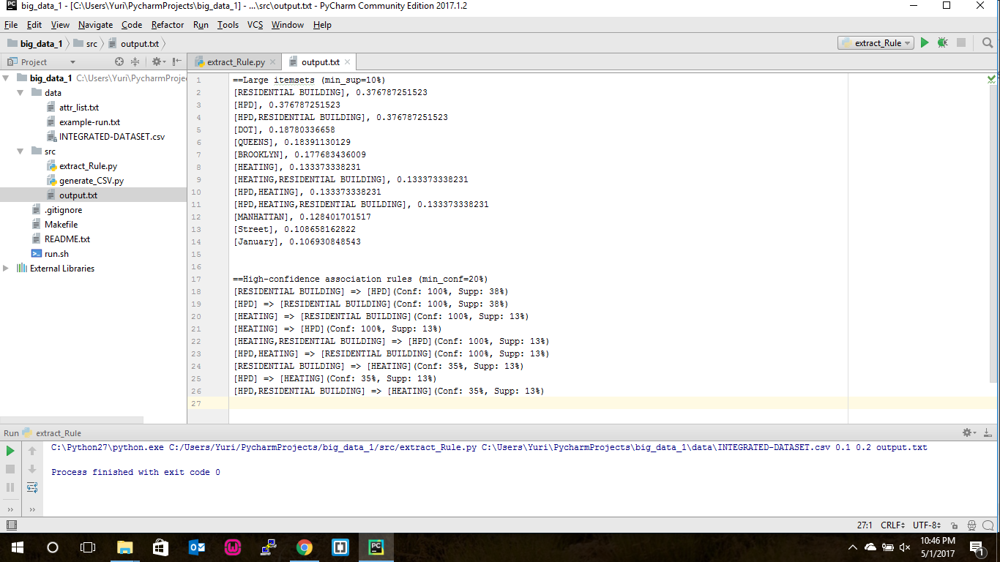 big_data_1 - [C:\Users\Yuri\PycharmProjects\big_data_1] - ...\src\output.txt - PyCharm Community Edition 2017.1.2
File Edit View Navigate Code Refactor Run Tools VCS Window Help
big_data_1 src output.txt extract_Rule
Project extract_Rule.py output.txt
big_data_1 C:\Users\Yuri\PycharmProje
data
attr_list.txt
example-run.txt
INTEGRATED-DATASET.csv
src
extract_Rule.py
generate_CSV.py
output.txt
.gitignore
Makefile
README.txt
run.sh
External Libraries
1 ==Large itemsets (min_sup=10%)
2 [RESIDENTIAL BUILDING], 0.376787251523
3 [HPD], 0.376787251523
4 [HPD,RESIDENTIAL BUILDING], 0.376787251523
5 [DOT], 0.18780336658
6 [QUEENS], 0.18391130129
7 [BROOKLYN], 0.177683436009
8 [HEATING], 0.133373338231
9 [HEATING,RESIDENTIAL BUILDING], 0.133373338231
10 [HPD,HEATING], 0.133373338231
11 [HPD,HEATING,RESIDENTIAL BUILDING], 0.133373338231
12 [MANHATTAN], 0.128401701517
13 [Street], 0.108658162822
14 [January], 0.106930848543
15
16
17 ==High-confidence association rules (min_conf=20%)
18 [RESIDENTIAL BUILDING] => [HPD](Conf: 100%, Supp: 38%)
19 [HPD] => [RESIDENTIAL BUILDING](Conf: 100%, Supp: 38%)
20 [HEATING] => [RESIDENTIAL BUILDING](Conf: 100%, Supp: 13%)
21 [HEATING] => [HPD](Conf: 100%, Supp: 13%)
22 [HEATING,RESIDENTIAL BUILDING] => [HPD](Conf: 100%, Supp: 13%)
23 [HPD,HEATING] => [RESIDENTIAL BUILDING](Conf: 100%, Supp: 13%)
24 [RESIDENTIAL BUILDING] => [HEATING](Conf: 35%, Supp: 13%)
25 [HPD] => [HEATING](Conf: 35%, Supp: 13%)
26 [HPD,RESIDENTIAL BUILDING] => [HEATING](Conf: 35%, Supp: 13%)
27
Run extract_Rule
C:\Python27\python.exe C:/Users/Yuri/PycharmProjects/big_data_1/src/extract_Rule.py C:\Users\Yuri\PycharmProjects\big_data_1\data\INTEGRATED-DATASET.csv 0.1 0.2 output.txt
Process finished with exit code 0
27:1 CRLF UTF-8
10:46 PM
5/1/2017
1